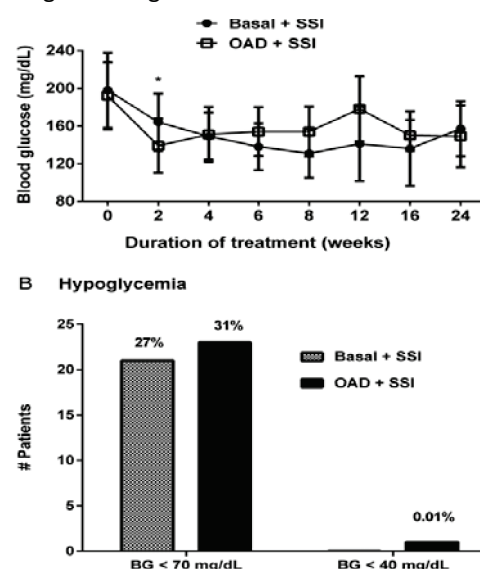 Basal + SSI
OAD + SSI
Blood glucose (mg/dL)
240
200
160
120
80
*
0 2 4 6 8 12 16 24
Duration of treatment (weeks)
B Hypoglycemia
# Patients
25
20
15
10
5
0
27%
31%
0.01%
Basal + SSI
OAD + SSI
BG < 70 mg/dL BG < 40 mg/dL